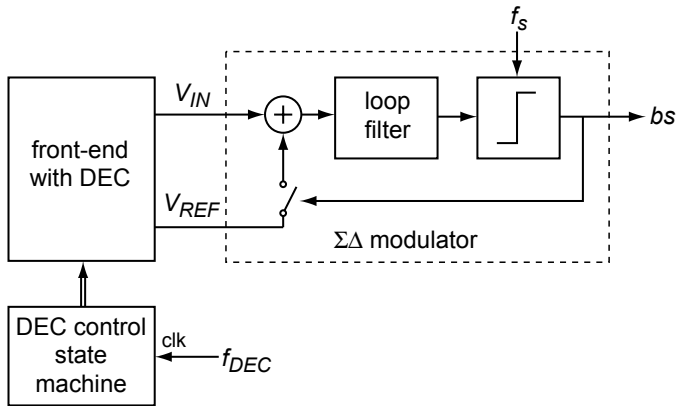 f_s
V_IN
loop
filter
bs
front-end
with DEC
V_REF
ΣΔ modulator
DEC control
state
machine
clk
f_DEC